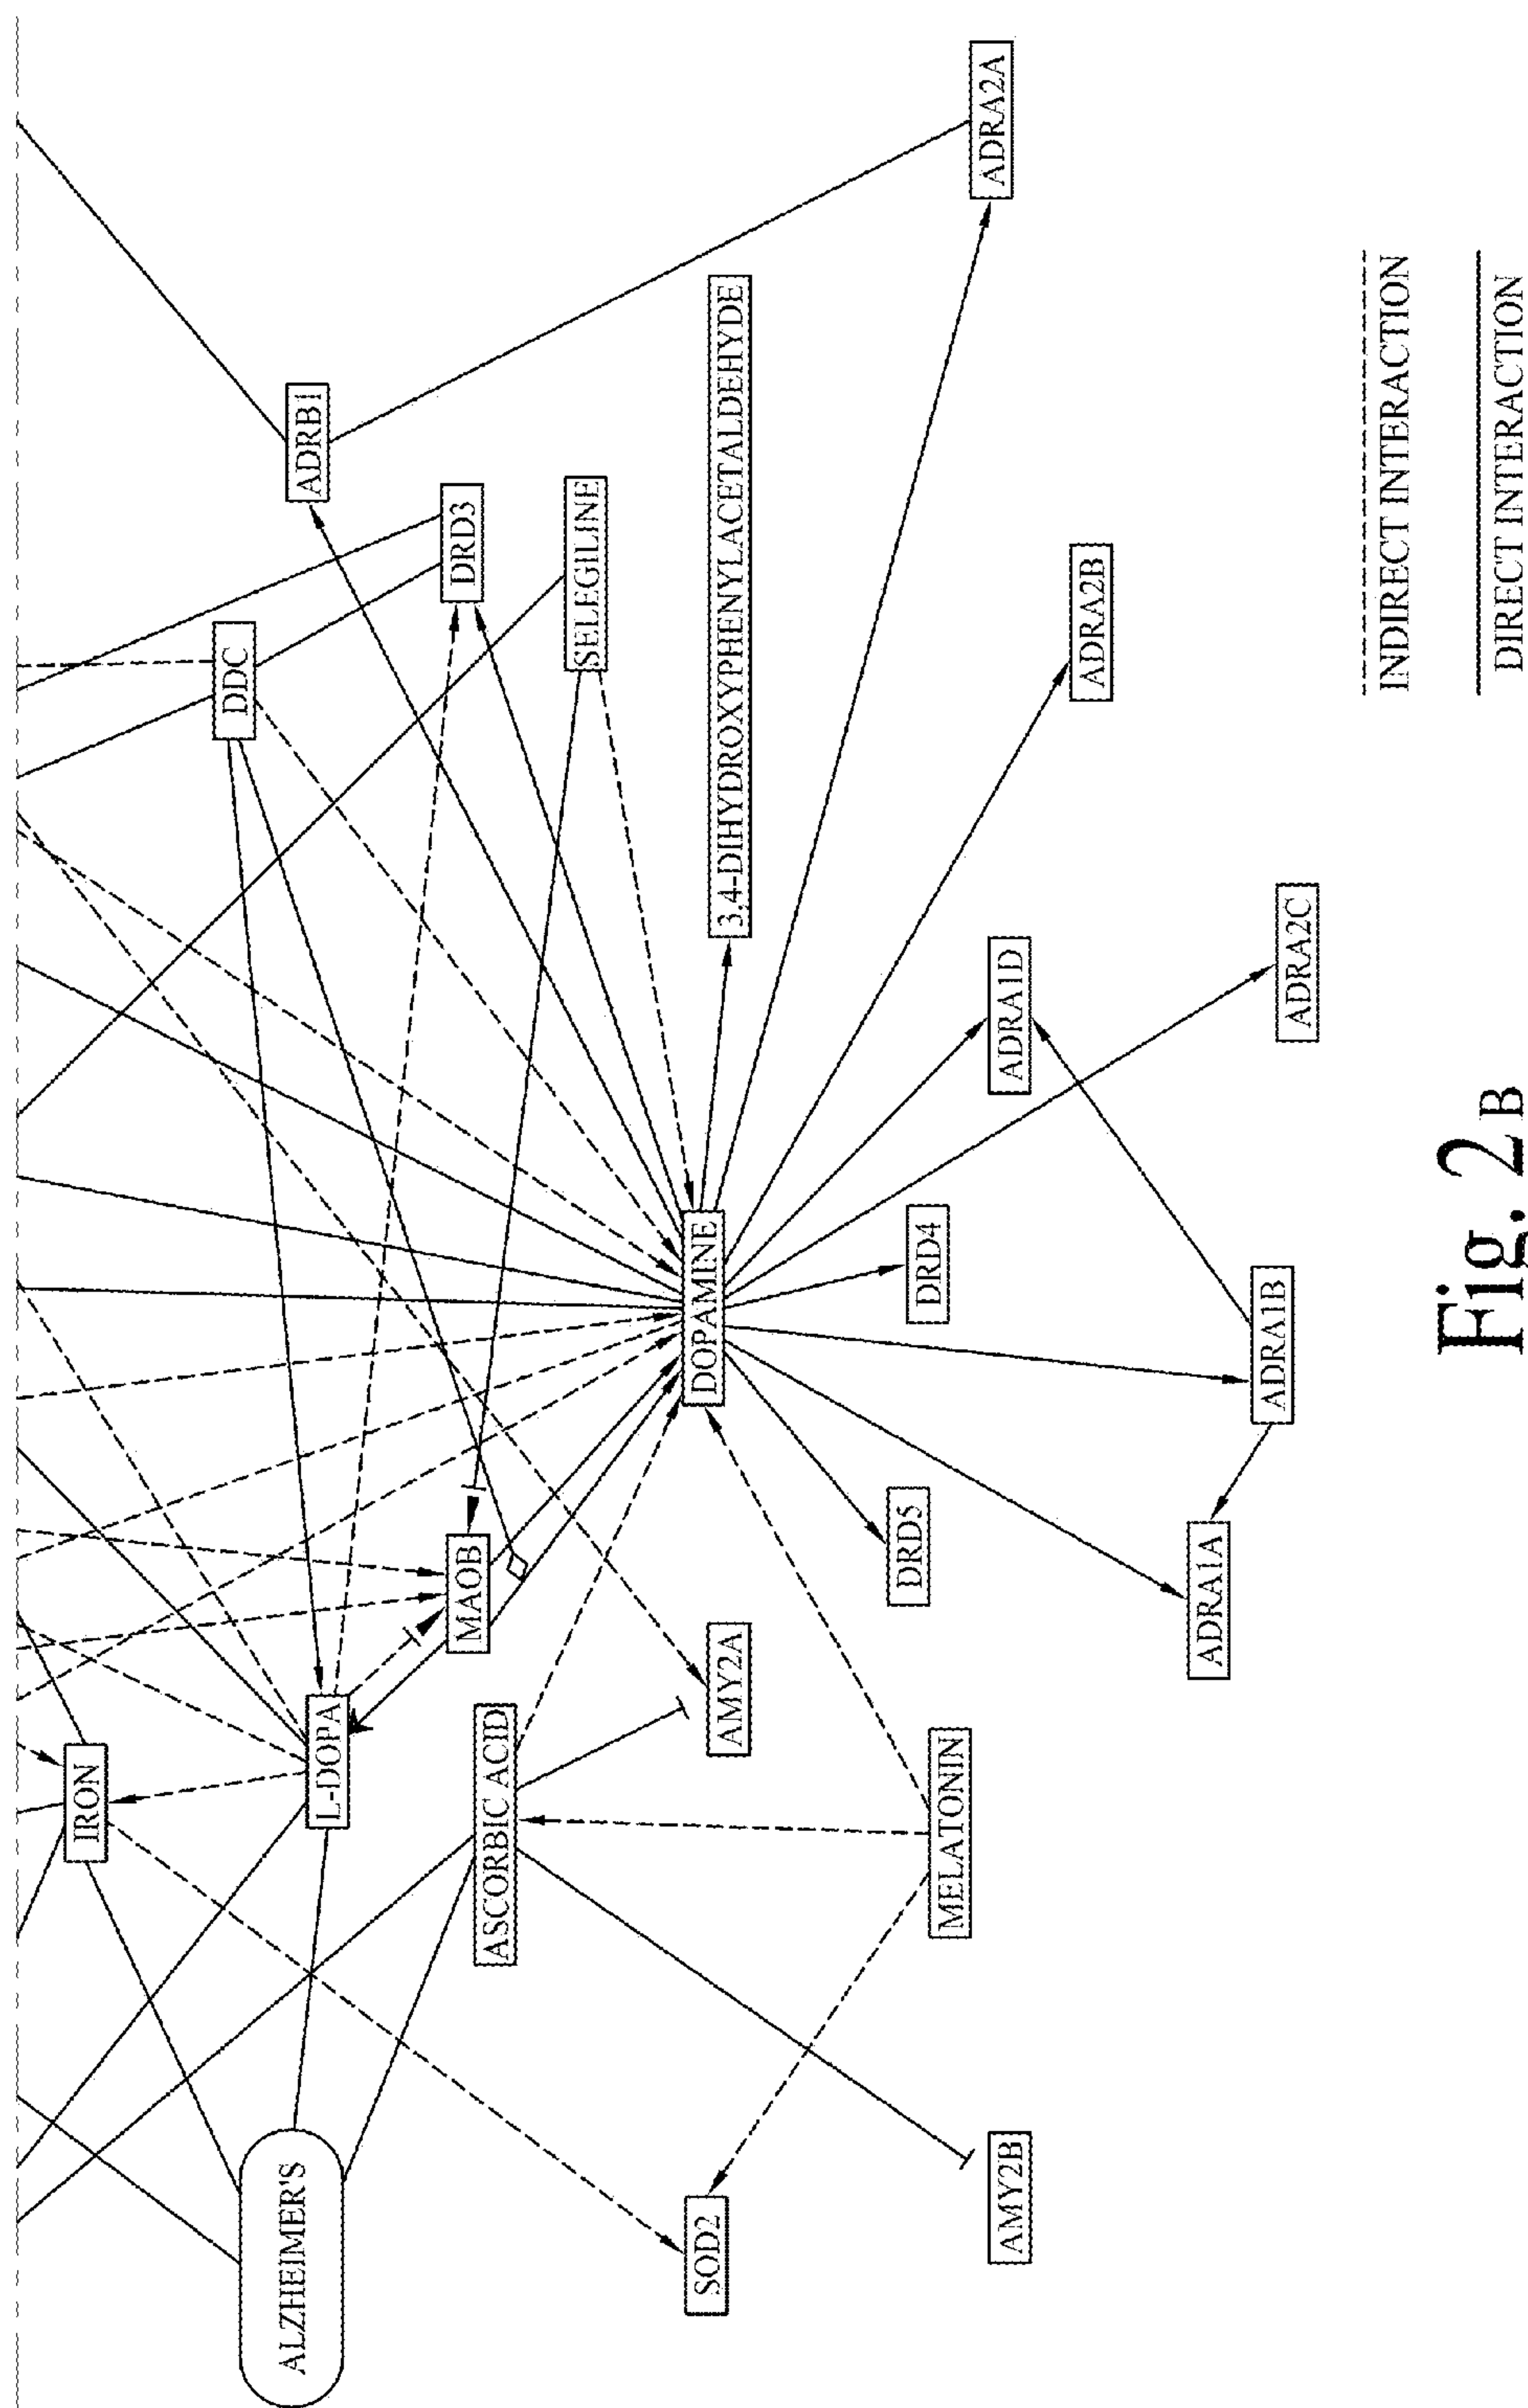 ADRB1
ADRA2A
DDC
DRD3
SELEGILINE
3,4-DIHYDROXYPHENYLACETALDEHYDE
ADRA2B
ADRA1D
ADRA2C
DOPAMINE
DRD4
ADRA1B
MAOB
DRD5
ADRA1A
IRON
L-DOPA
ASCORBIC ACID
AMY2A
MELATONIN
ALZHEIMER'S
SOD2
AMY2B
INDIRECT INTERACTION
DIRECT INTERACTION
Fig. 2B